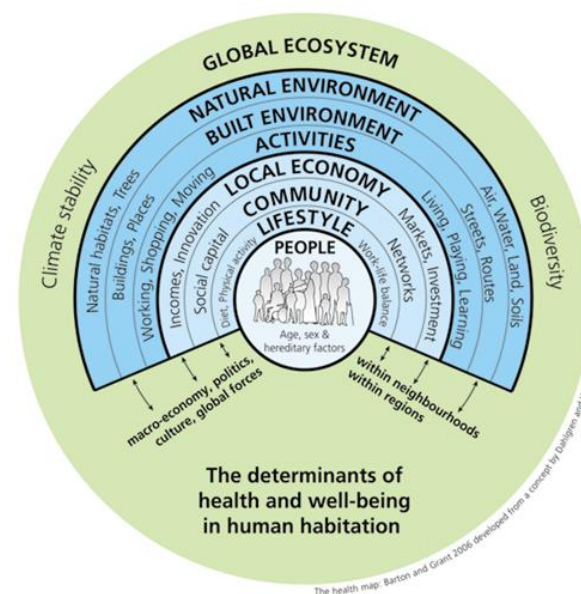 GLOBAL ECOSYSTEM
NATURAL ENVIRONMENT
BUILT ENVIRONMENT
ACTIVITIES
LOCAL ECONOMY
COMMUNITY
LIFESTYLE
PEOPLE
Age, sex &
hereditary factors
Climate stability
Natural habitats, Trees
Buildings, Places
Working, Shopping, Moving
Incomes, Innovation
Social capital
Diet, Physical activity
Work-life balance
Networks
Markets, Investment
Living, Playing, Learning
Streets, Routes
Air, Water, Land, Soils
Biodiversity
macro-economy, politics,
culture, global forces
within neighbourhoods
within regions
The determinants of
health and well-being
in human habitation
The health map: Barton and Grant 2006 developed from a concept by Dahlgren and